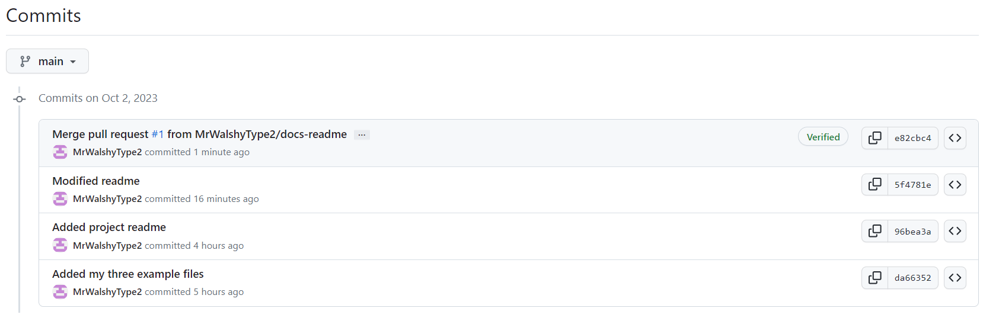 Commits
main
Commits on Oct 2, 2023
Merge pull request #1 from MrWalshyType2/docs-readme ...
MrWalshyType2 committed 1 minute ago
Verified
e82cbc4
Modified readme
MrWalshyType2 committed 16 minutes ago
5f4781e
Added project readme
MrWalshyType2 committed 4 hours ago
96bea3a
Added my three example files
MrWalshyType2 committed 5 hours ago
da66352